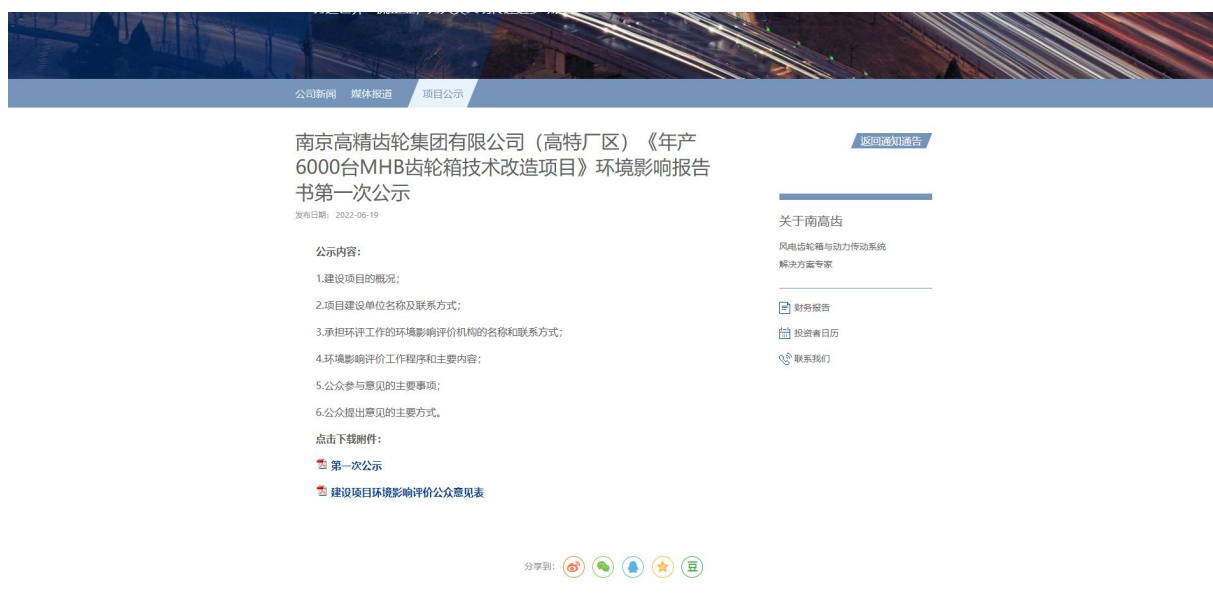 公司新闻 媒体报道 项目公示
南京高精齿轮集团有限公司（高特厂区）《年产
6000台MHB齿轮箱技术改造项目》环境影响报告
书第一次公示
发布日期： 2022-06-19
公示内容：
1.建设项目的概况；
2.项目建设单位名称及联系方式；
3.承担环评工作的环境影响评价机构的名称和联系方式；
4.环境影响评价工作程序和主要内容；
5.公众参与意见的主要事项；
6.公众提出意见的主要方式。
点击下载附件：
第一次公示
建设项目环境影响评价公众意见表
返回通知通告
关于南高齿
风电齿轮箱与动力传动系统
解决方案专家
财务报告
投资者日历
联系我们
分享到：
豆